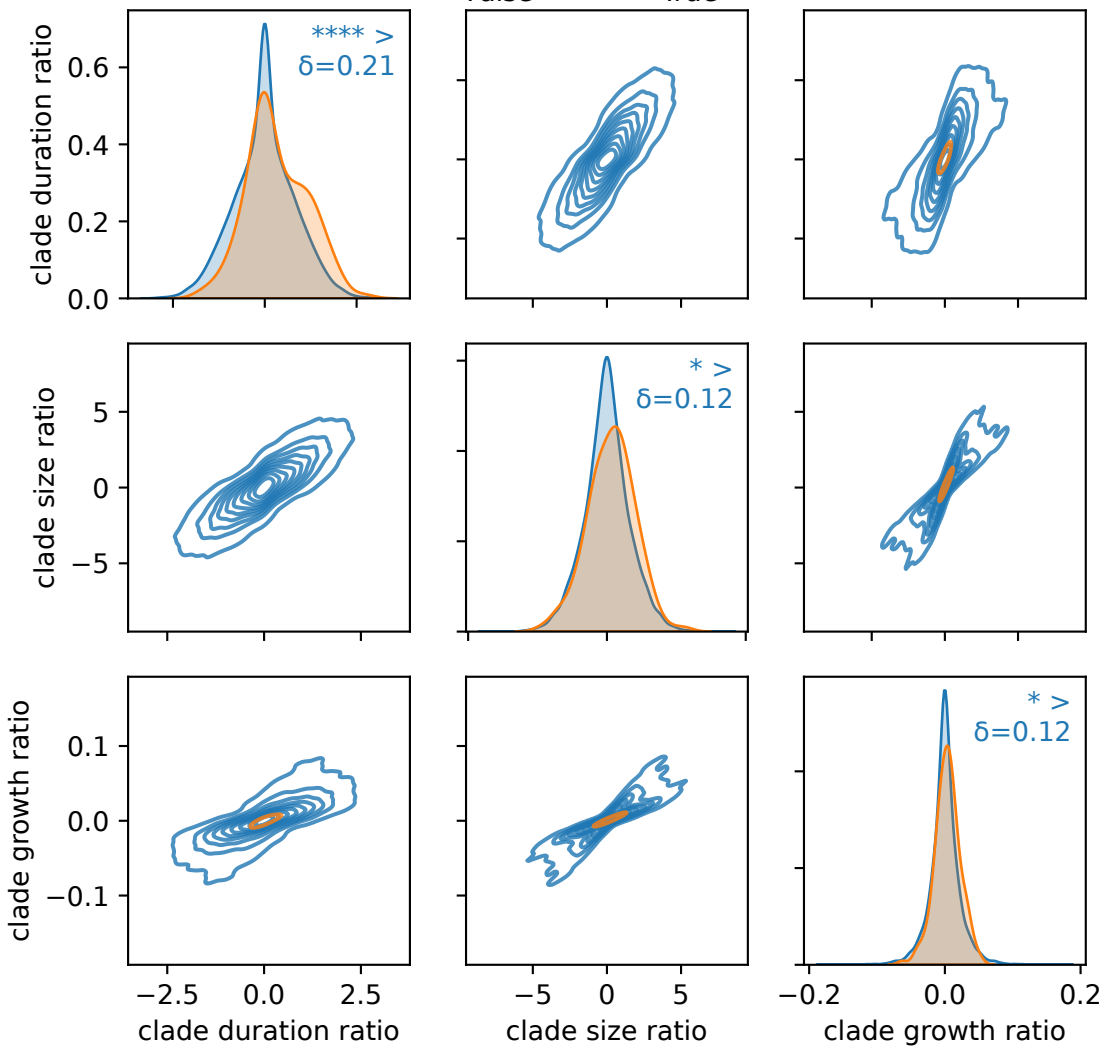 clade duration ratio
0.6
0.4
0.2
0.0
**** >
δ=0.21
clade size ratio
5
0
−5
* >
δ=0.12
clade growth ratio
0.1
0.0
−0.1
* >
δ=0.12
−2.5 0.0 2.5
−5 0 5
−0.2 0.0 0.2
clade duration ratio
clade size ratio
clade growth ratio